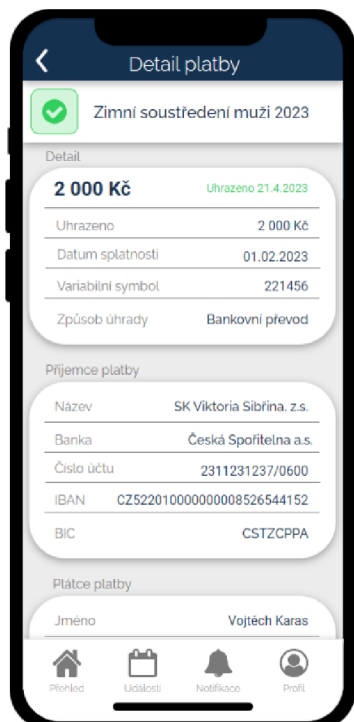 Detail platby
Zimní soustředení muži 2023
Detail
2 000 Kč Uhrazeno 21.4.2023
Uhrazeno 2 000 Kč
Datum splatnosti 01.02.2023
Variabilní symbol 221456
Způsob úhrady Bankovní převod
Příjemce platby
Název SK Viktoria Sibřina. z.s.
Banka Česká Spořitelna a.s.
Číslo účtu 2311231237/0600
IBAN CZ5220100000000008526544152
BIC CSTZCPPA
Plátce platby
Jméno Vojtěch Karas
Přehled Události Notifikace Profil